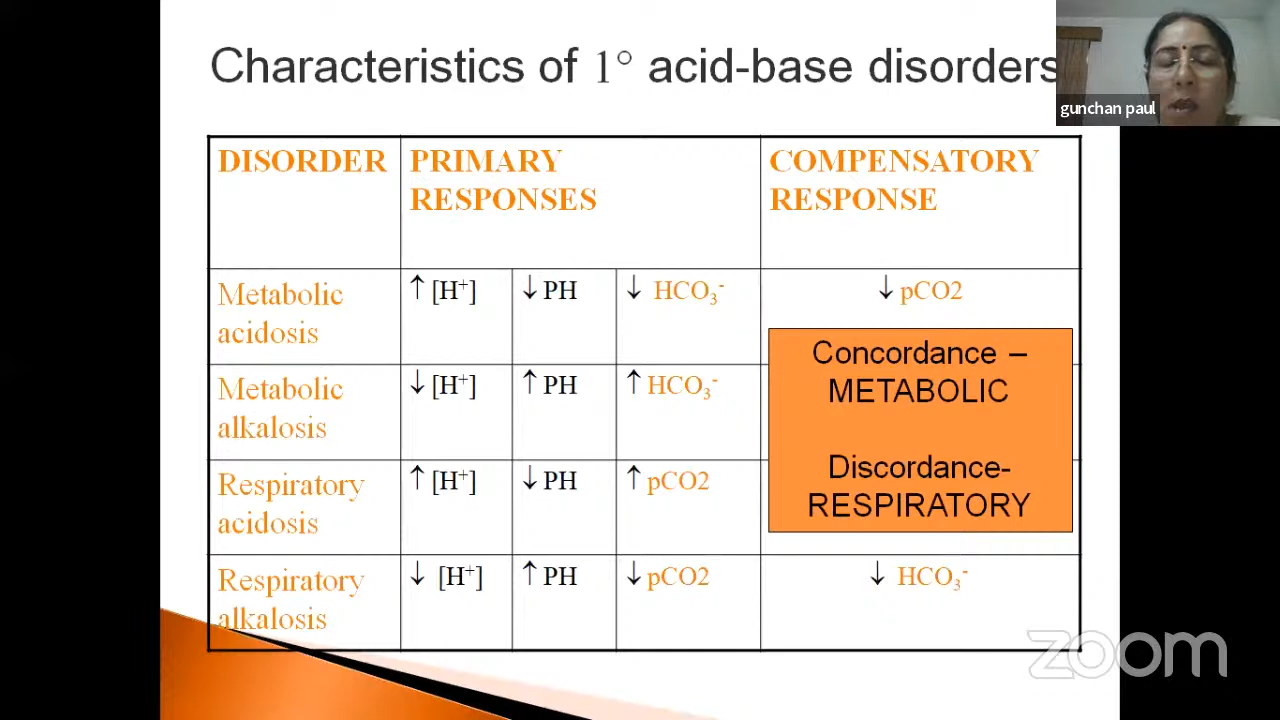 Characteristics of 1° acid-base disorders
gunchan paul
DISORDER
PRIMARY
RESPONSES
COMPENSATORY
RESPONSE
Metabolic
acidosis
↑ [H⁺]
↓ PH
↓ HCO₃⁻
↓ pCO2
Metabolic
alkalosis
↓ [H⁺]
↑ PH
↑ HCO₃⁻
Concordance –
METABOLIC
Discordance-
RESPIRATORY
Respiratory
acidosis
↑ [H⁺]
↓ PH
↑ pCO2
Respiratory
alkalosis
↓ [H⁺]
↑ PH
↓ pCO2
↓ HCO₃⁻
zoom